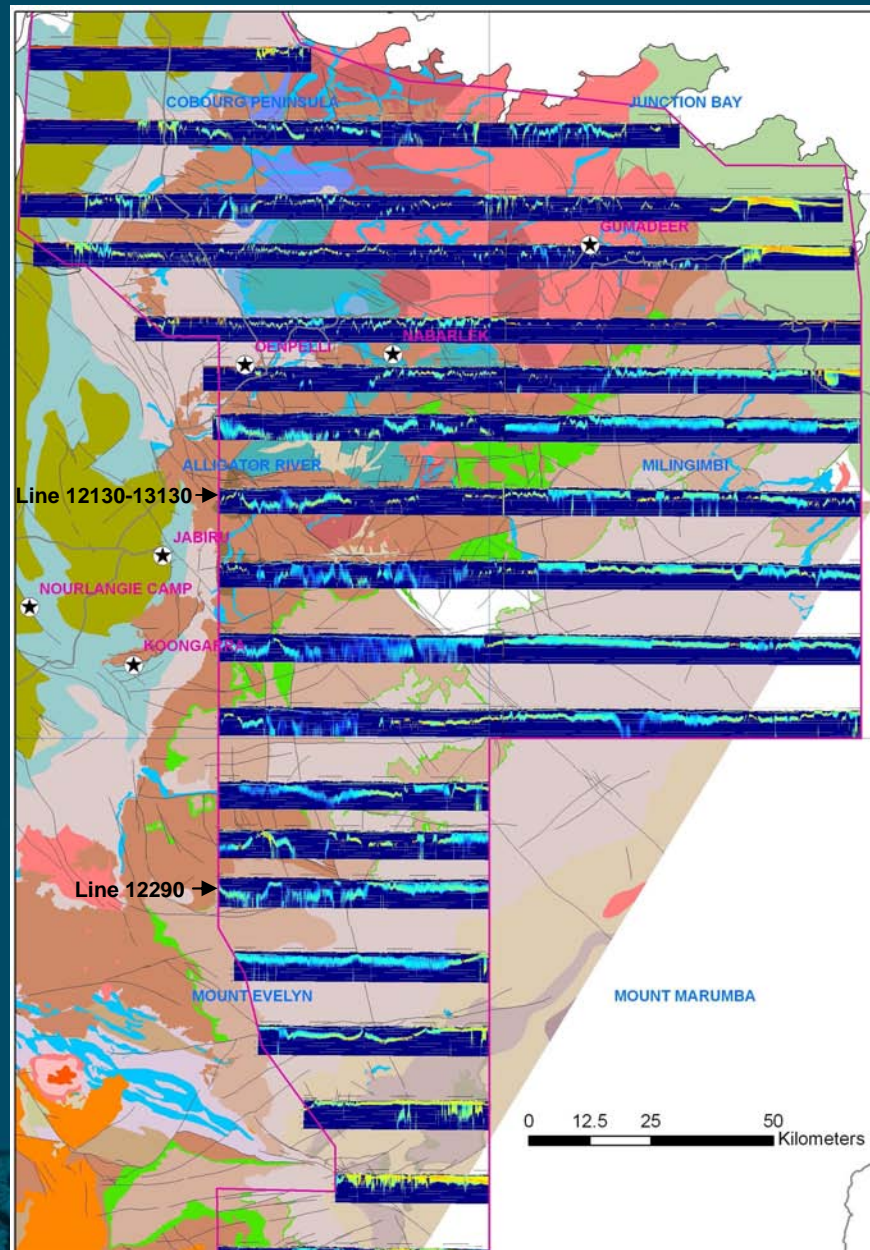 COBOURG PENINSULA
JUNCTION BAY
GUMADEER
OENPELLI
NABARLEK
ALLIGATOR RIVER
MILINGIMBI
Line 12130-13130
JABIRU
NOURLANGIE CAMP
KOONGARRA
Line 12290
MOUNT EVELYN
MOUNT MARUMBA
0 12.5 25 50
Kilometers